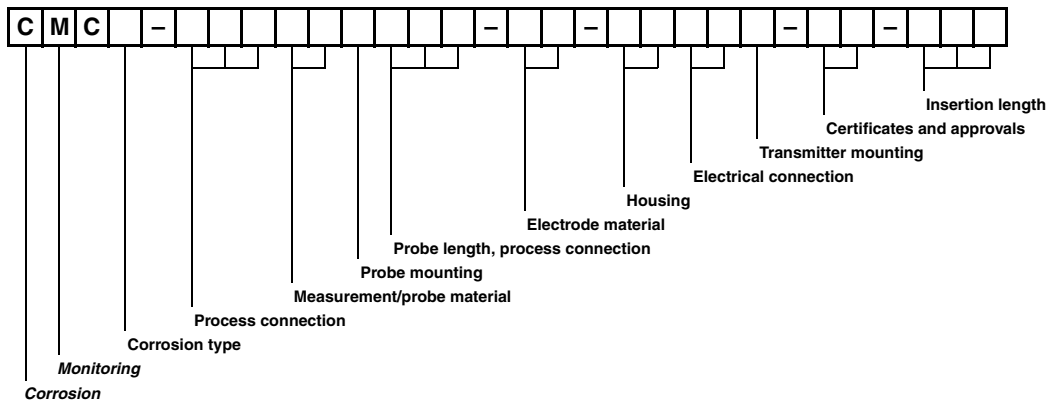 C M C – – – – –
Insertion length
Certificates and approvals
Transmitter mounting
Electrical connection
Housing
Electrode material
Probe length, process connection
Probe mounting
Measurement/probe material
Process connection
Corrosion type
Monitoring
Corrosion